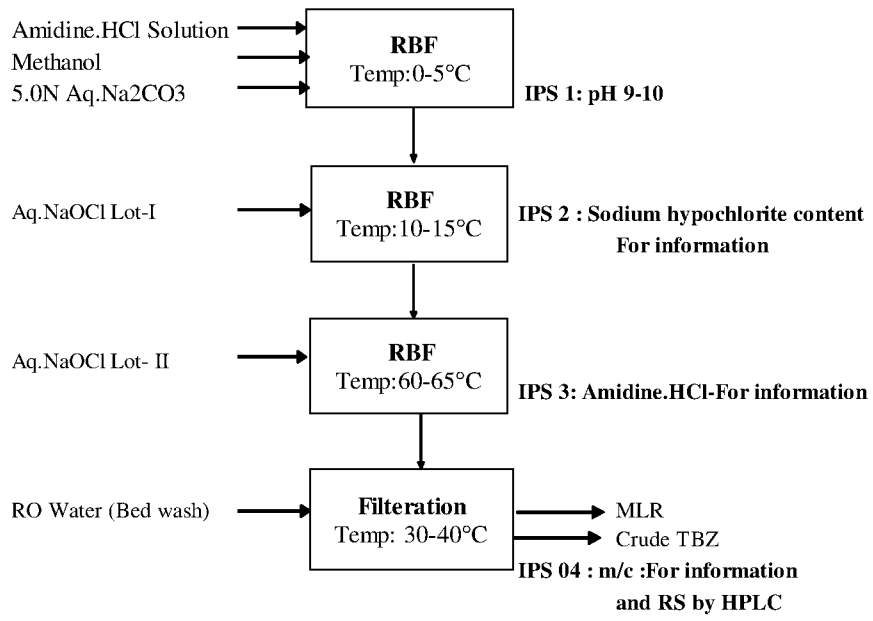 Amidine.HCl Solution
Methanol
5.0N Aq.Na2CO3
RBF
Temp:0-5°C
IPS 1: pH 9-10
Aq.NaOCl Lot-I
RBF
Temp:10-15°C
IPS 2 : Sodium hypochlorite content
For information
Aq.NaOCl Lot- II
RBF
Temp:60-65°C
IPS 3: Amidine.HCl-For information
RO Water (Bed wash)
Filteration
Temp: 30-40°C
MLR
Crude TBZ
IPS 04 : m/c :For information
and RS by HPLC